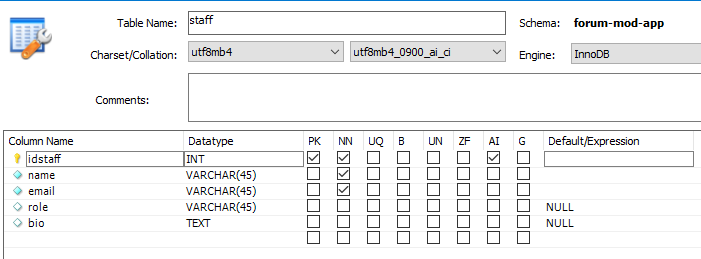 Table Name: staff Schema: forum-mod-app
Charset/Collation: utf8mb4 utf8mb4_0900_ai_ci Engine: InnoDB
Comments:
Column Name Datatype PK NN UQ B UN ZF AI G Default/Expression
idstaff INT
name VARCHAR(45)
email VARCHAR(45)
role VARCHAR(45) NULL
bio TEXT NULL